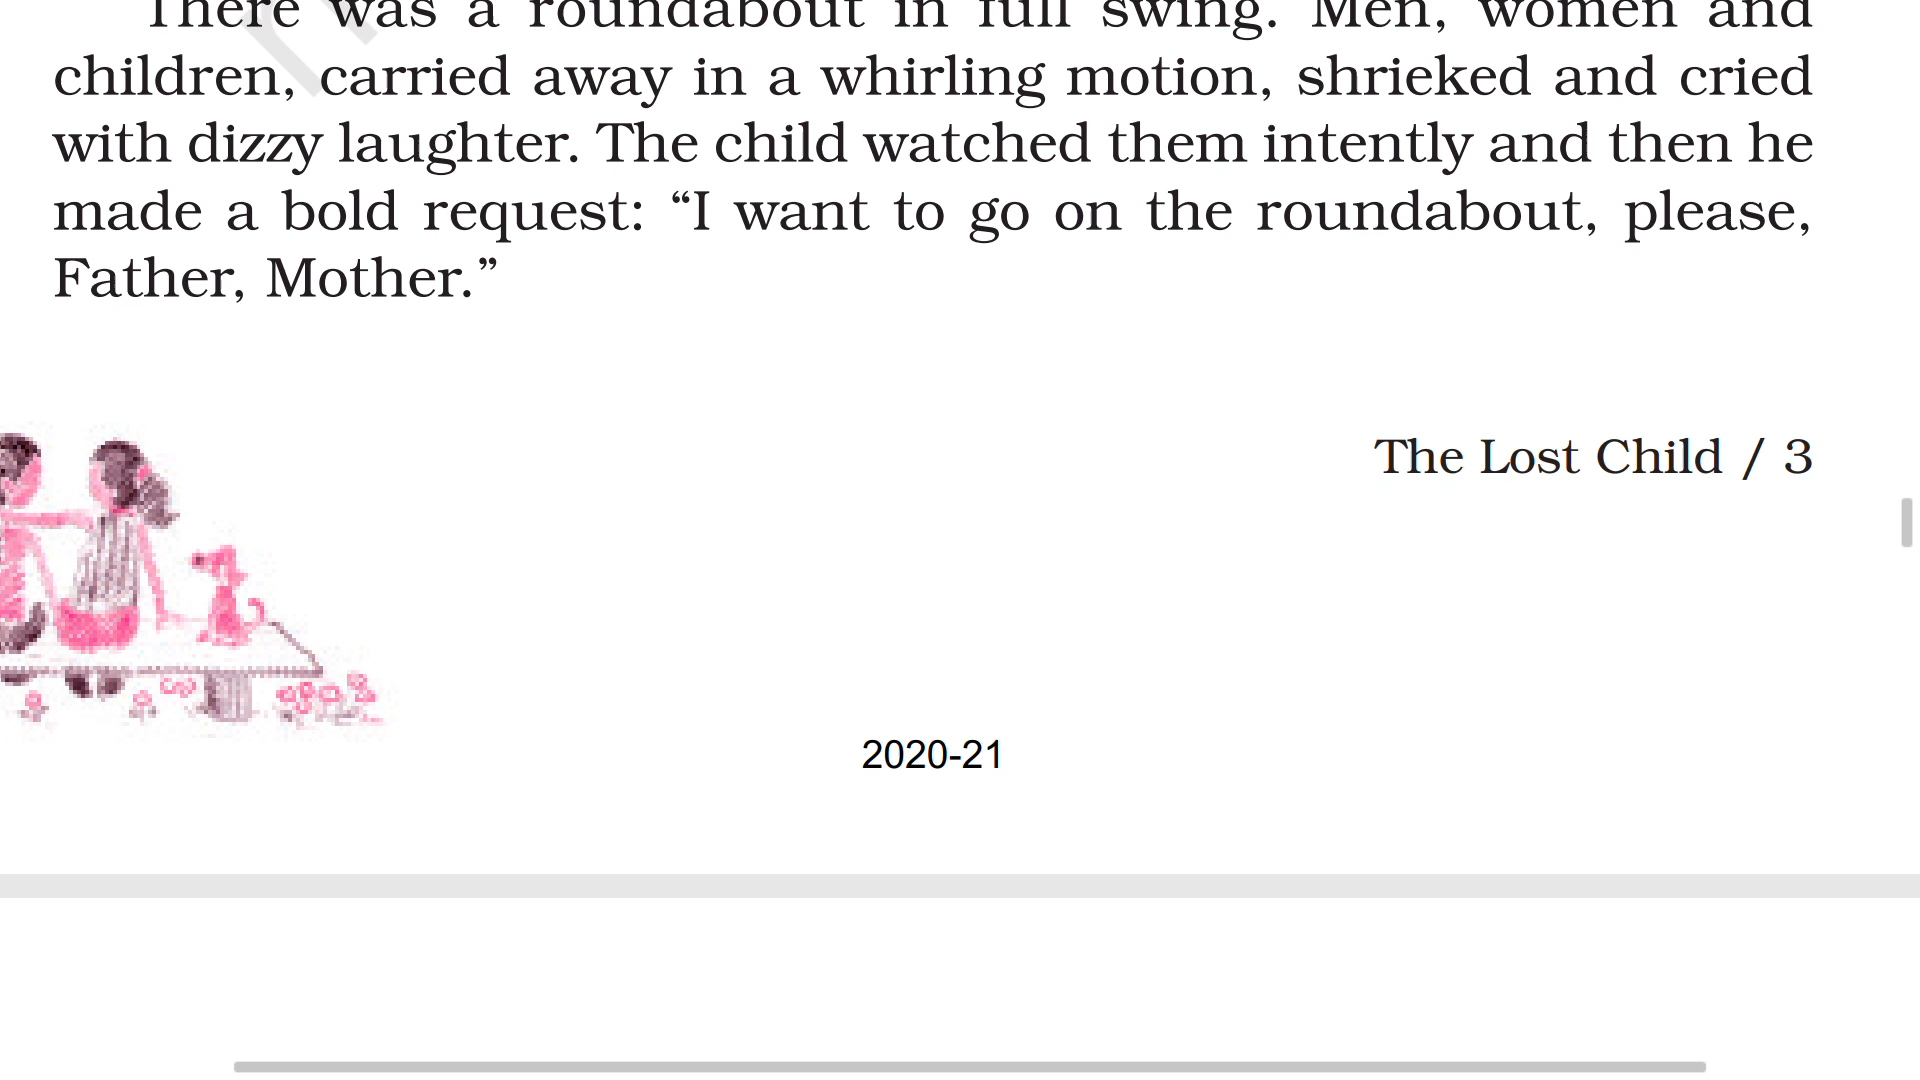 There was a roundabout in full swing. Men, women and
children, carried away in a whirling motion, shrieked and cried
with dizzy laughter. The child watched them intently and then he
made a bold request: “I want to go on the roundabout, please,
Father, Mother.”
The Lost Child / 3
2020-21